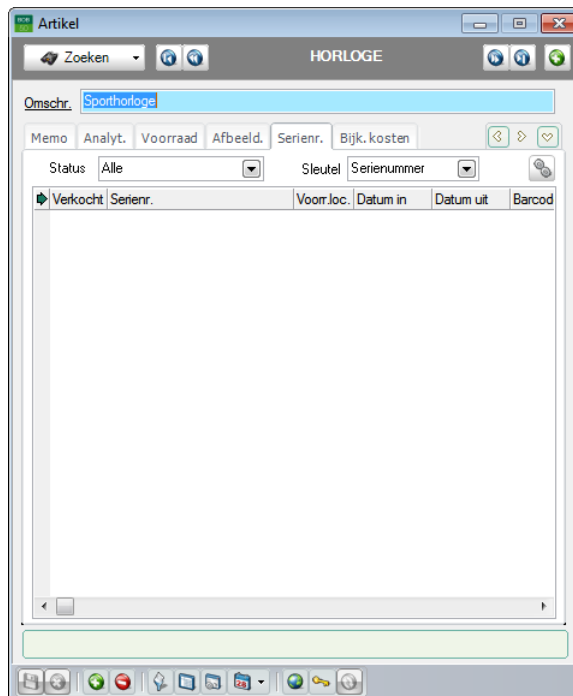 Artikel
Zoeken HORLOGE
Omschr. Sporthorloge
Memo Analyt. Voorraad Afbeeld. Serienr. Bijk. kosten
Status Alle Sleutel Serienummer
Verkocht Serienr. Voorr.loc. Datum in Datum uit Barcod